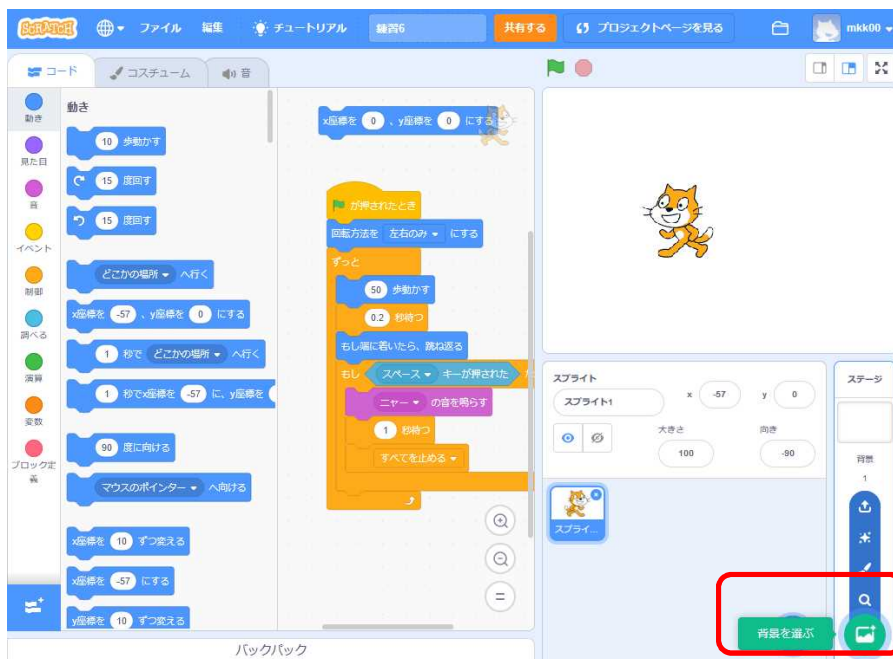 SCRATCH ファイル 編集 チュートリアル 練習6 共有する プロジェクトページを見る mkk00
コード コスチューム 音
動き
見た目
音
イベント
制御
調べる
演算
変数
ブロック定義
動き
10 歩動かす
15 度回す
15 度回す
どこかの場所 へ行く
x座標を -57 、y座標を 0 にする
1 秒で どこかの場所 へ行く
1 秒でx座標を -57 に、y座標を
90 度に向ける
マウスのポインター へ向ける
x座標を 10 ずつ変える
x座標を -57 にする
y座標を 10 ずつ変える
x座標を 0 、y座標を 0 にする
が押されたとき
回転方法を 左右のみ にする
ずっと
50 歩動かす
0.2 秒待つ
もし端に着いたら、跳ね返る
もし スペース キーが押された
ニャー の音を鳴らす
1 秒待つ
すべてを止める
バックパック
スプライト
スプライト1 x -57 y 0
大きさ 向き
100 -90
スプライ...
ステージ
背景
1
背景を選ぶ